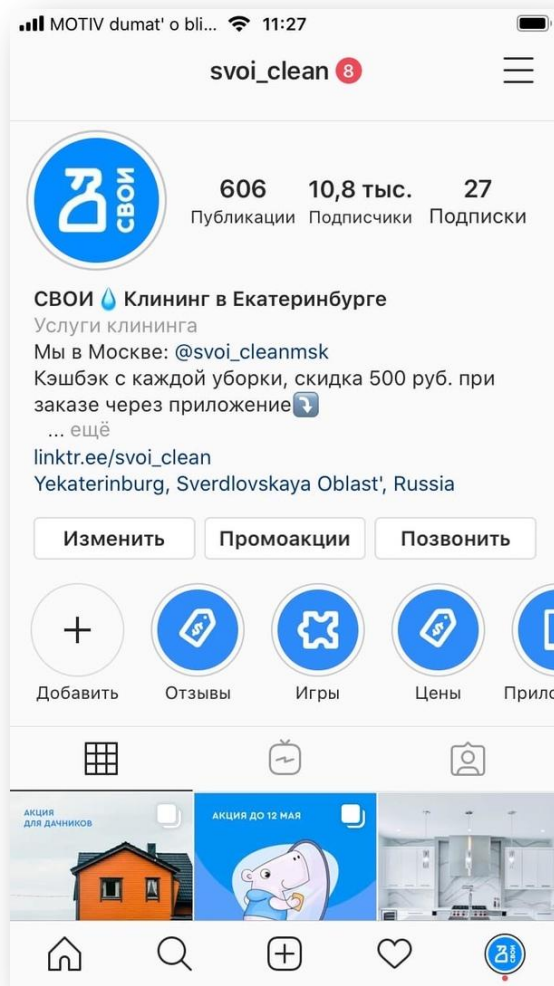 MOTIV dumat' o bli... 11:27
svoi_clean 8
СВОИ
606 10,8 тыс. 27
Публикации Подписчики Подписки
СВОИ💧Клининг в Екатеринбурге
Услуги клининга
Мы в Москве: @svoi_cleanmsk
Кэшбэк с каждой уборки, скидка 500 руб. при
заказе через приложение⤵️
... ещё
linktr.ee/svoi_clean
Yekaterinburg, Sverdlovskaya Oblast', Russia
Изменить Промоакции Позвонить
Добавить Отзывы Игры Цены Прило
АКЦИЯ
ДЛЯ ДАЧНИКОВ
АКЦИЯ ДО 12 МАЯ
СВОИ